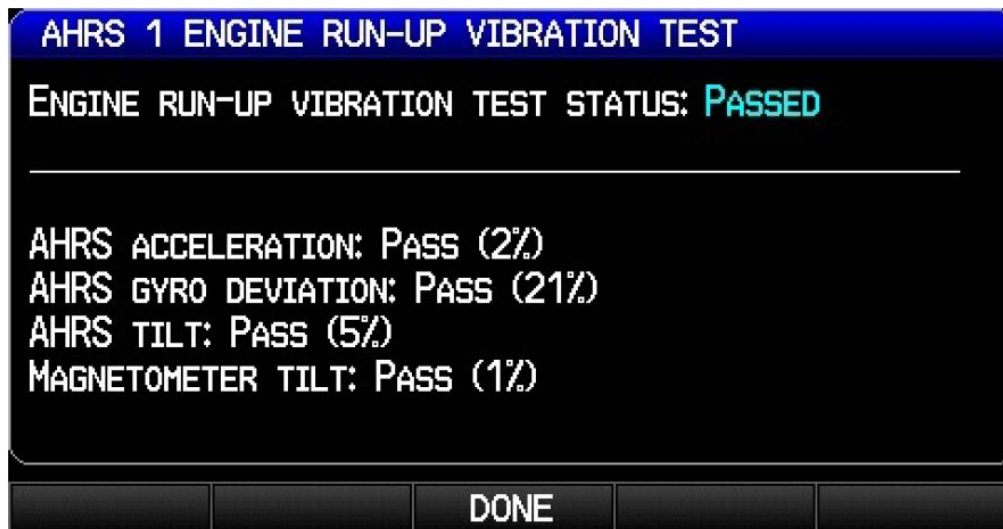 AHRS 1 ENGINE RUN-UP VIBRATION TEST
ENGINE RUN-UP VIBRATION TEST STATUS: PASSED
AHRS ACCELERATION: PASS (2%)
AHRS GYRO DEVIATION: PASS (21%)
AHRS TILT: PASS (5%)
MAGNETOMETER TILT: PASS (1%)
DONE